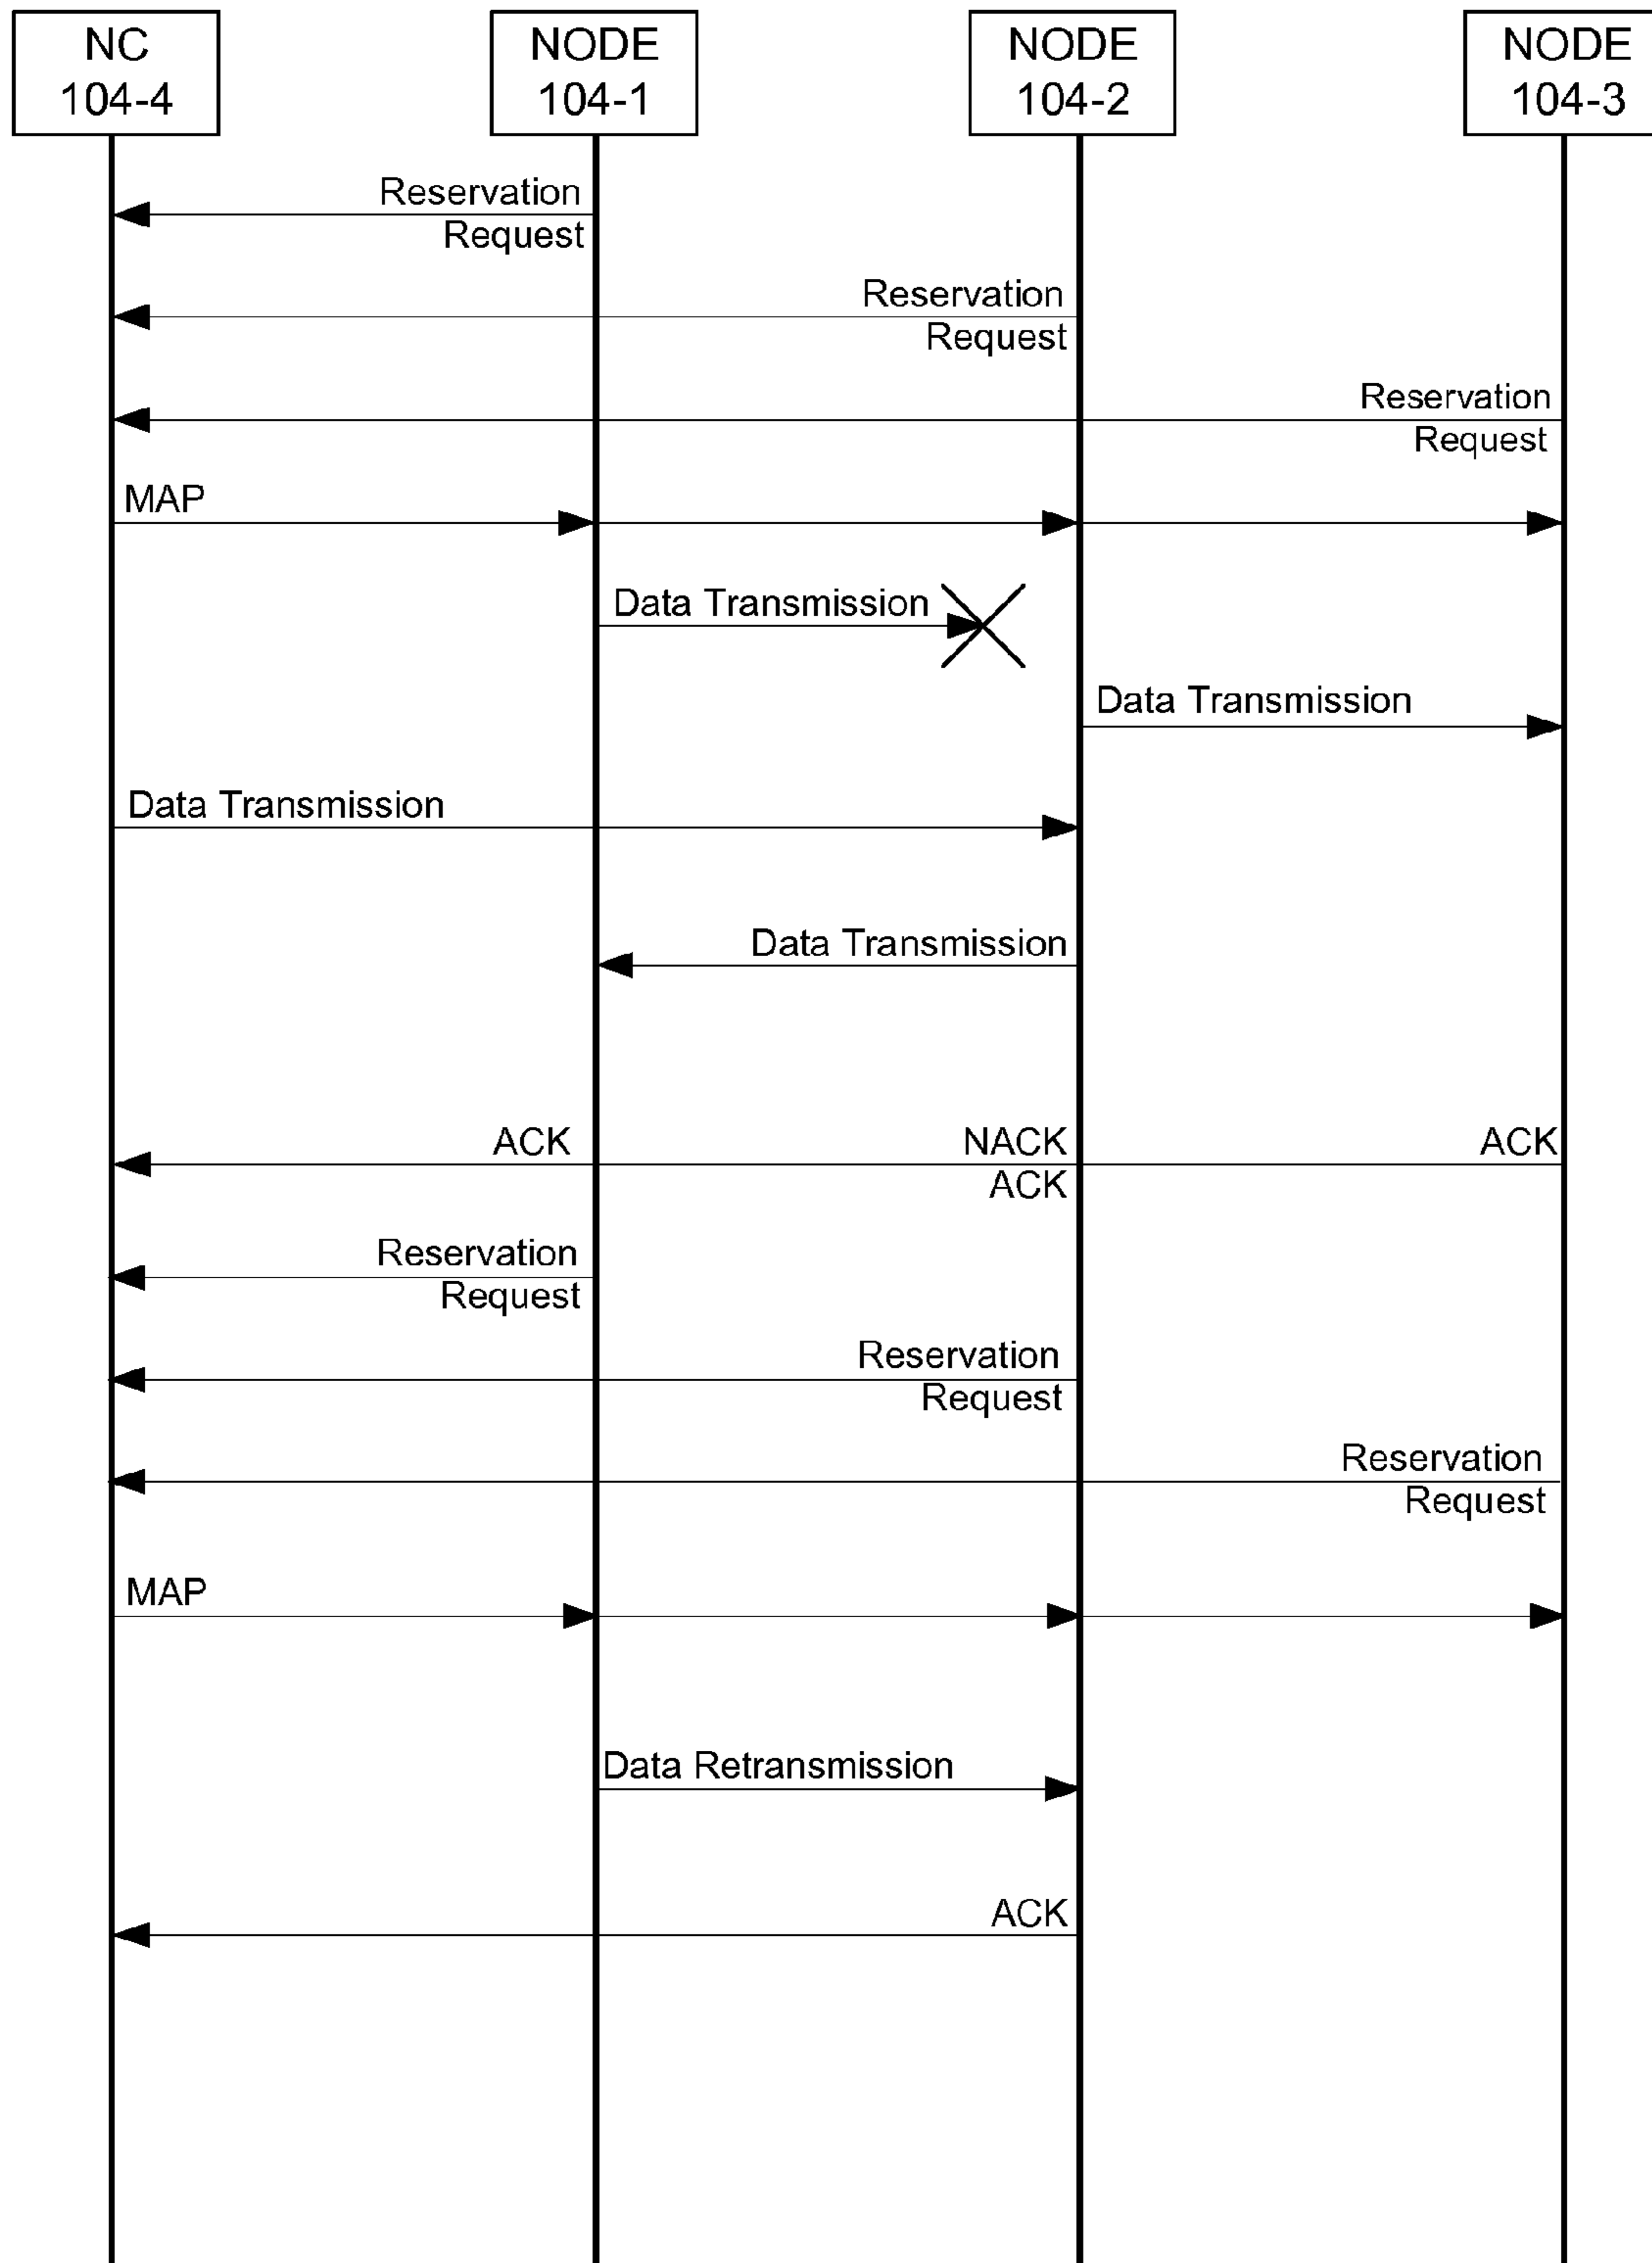 NC
104-4
NODE
104-1
NODE
104-2
NODE
104-3
Reservation
Request
Reservation
Request
Reservation
Request
MAP
Data Transmission
Data Transmission
Data Transmission
Data Transmission
ACK
NACK
ACK
ACK
Reservation
Request
Reservation
Request
Reservation
Request
MAP
Data Retransmission
ACK